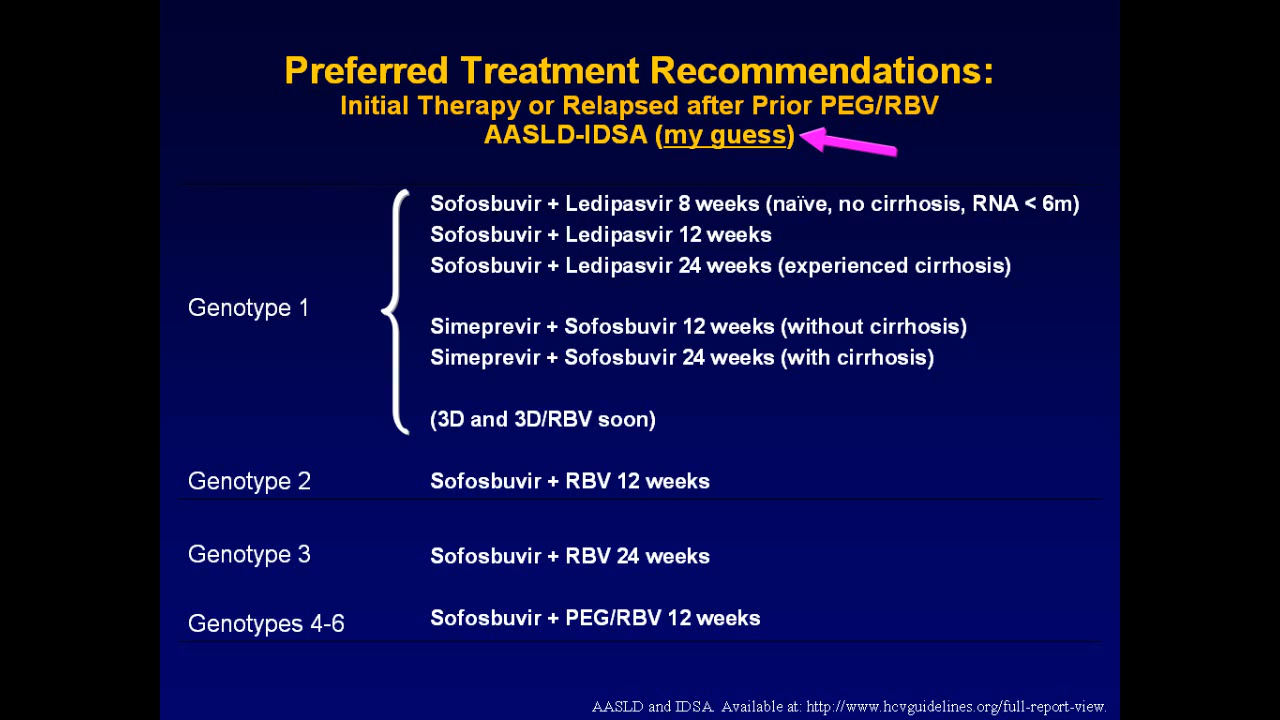 Preferred Treatment Recommendations:
Initial Therapy or Relapsed after Prior PEG/RBV
AASLD-IDSA (my guess)
Genotype 1
Sofosbuvir + Ledipasvir 8 weeks (naïve, no cirrhosis, RNA < 6m)
Sofosbuvir + Ledipasvir 12 weeks
Sofosbuvir + Ledipasvir 24 weeks (experienced cirrhosis)
Simeprevir + Sofosbuvir 12 weeks (without cirrhosis)
Simeprevir + Sofosbuvir 24 weeks (with cirrhosis)
(3D and 3D/RBV soon)
Genotype 2
Sofosbuvir + RBV 12 weeks
Genotype 3
Sofosbuvir + RBV 24 weeks
Genotypes 4-6
Sofosbuvir + PEG/RBV 12 weeks
AASLD and IDSA. Available at: http://www.hcvguidelines.org/full-report-view.